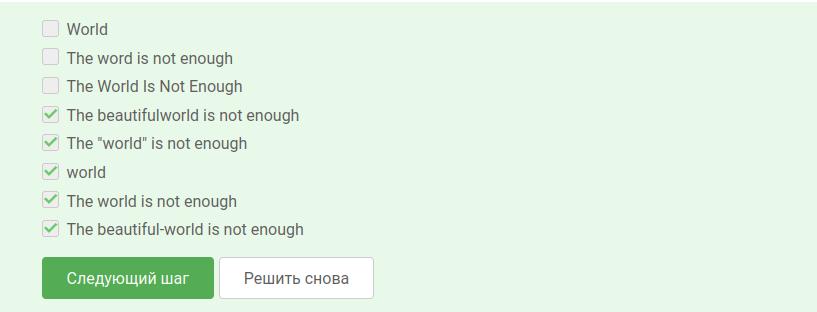 World
The word is not enough
The World Is Not Enough
The beautifulworld is not enough
The "world" is not enough
world
The world is not enough
The beautiful-world is not enough
Следующий шаг Решить снова